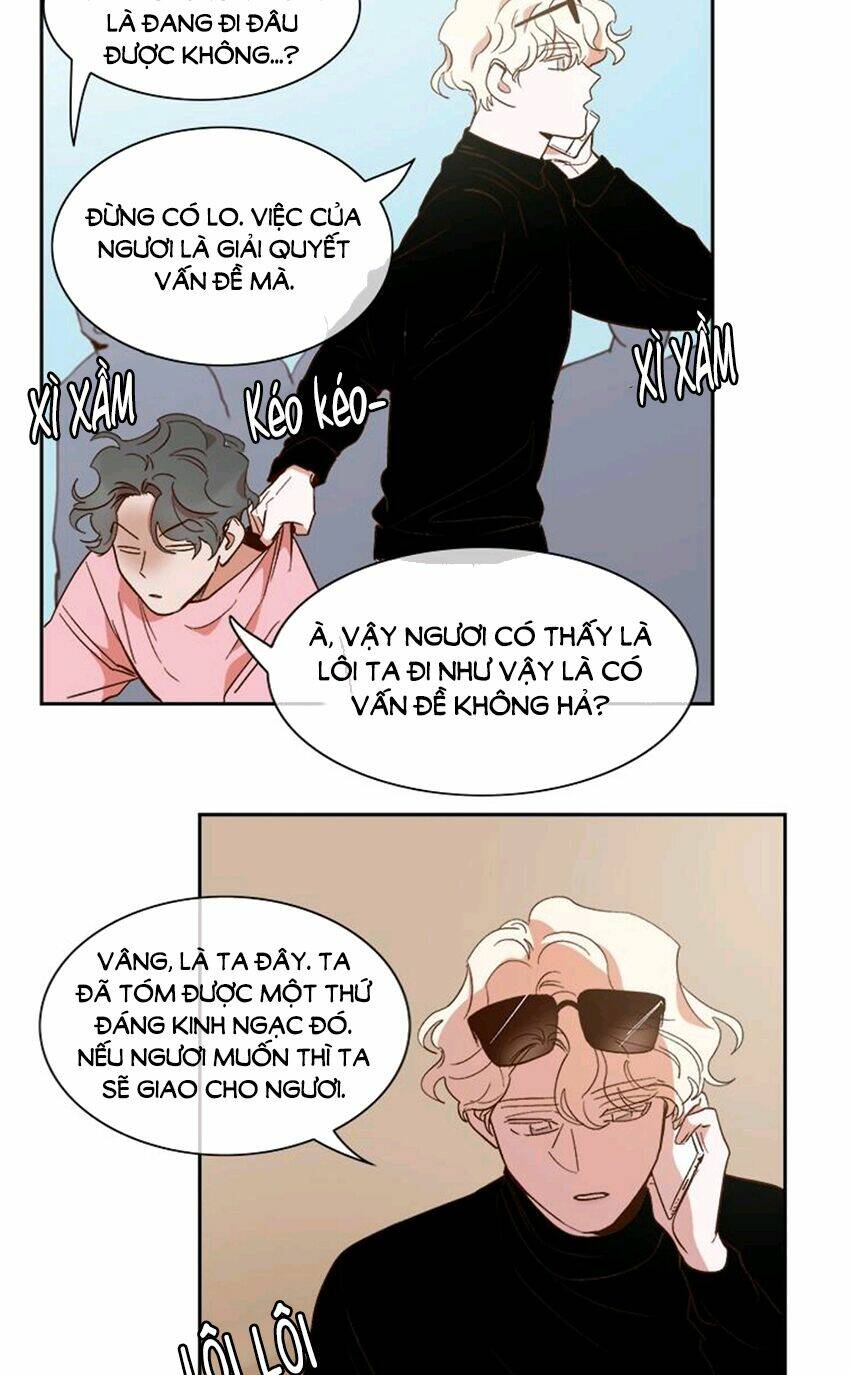 LÀ ĐANG ĐI ĐÂU
ĐƯỢC KHÔNG...?
ĐỪNG CÓ LO. VIỆC CỦA
NGƯƠI LÀ GIẢI QUYẾT
VẤN ĐỀ MÀ.
XÌ XẦM
XÌ XẦM
Kéo kéo-
À, VẬY NGƯƠI CÓ THẤY LÀ
LÔI TA ĐI NHƯ VẬY LÀ CÓ
VẤN ĐỀ KHÔNG HẢ?
VÂNG, LÀ TA ĐÂY. TA
ĐÃ TÓM ĐƯỢC MỘT THỨ
ĐÁNG KINH NGẠC ĐÓ.
NẾU NGƯƠI MUỐN THÌ TA
SẼ GIAO CHO NGƯƠI.
LÔI LÔI